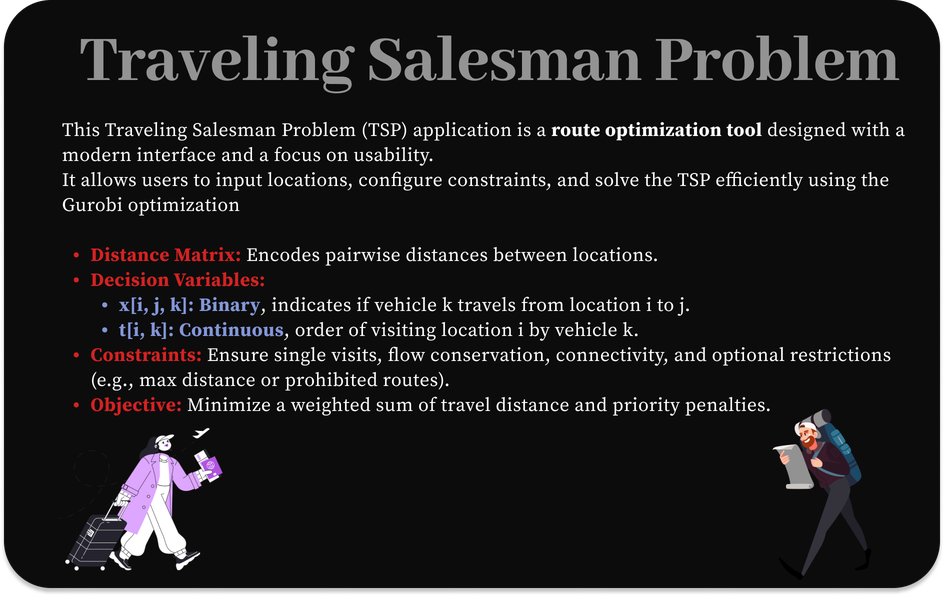 Traveling Salesman Problem
This Traveling Salesman Problem (TSP) application is a route optimization tool designed with a
modern interface and a focus on usability.
It allows users to input locations, configure constraints, and solve the TSP efficiently using the
Gurobi optimization
• Distance Matrix: Encodes pairwise distances between locations.
• Decision Variables:
• x[i, j, k]: Binary, indicates if vehicle k travels from location i to j.
• t[i, k]: Continuous, order of visiting location i by vehicle k.
• Constraints: Ensure single visits, flow conservation, connectivity, and optional restrictions
(e.g., max distance or prohibited routes).
• Objective: Minimize a weighted sum of travel distance and priority penalties.